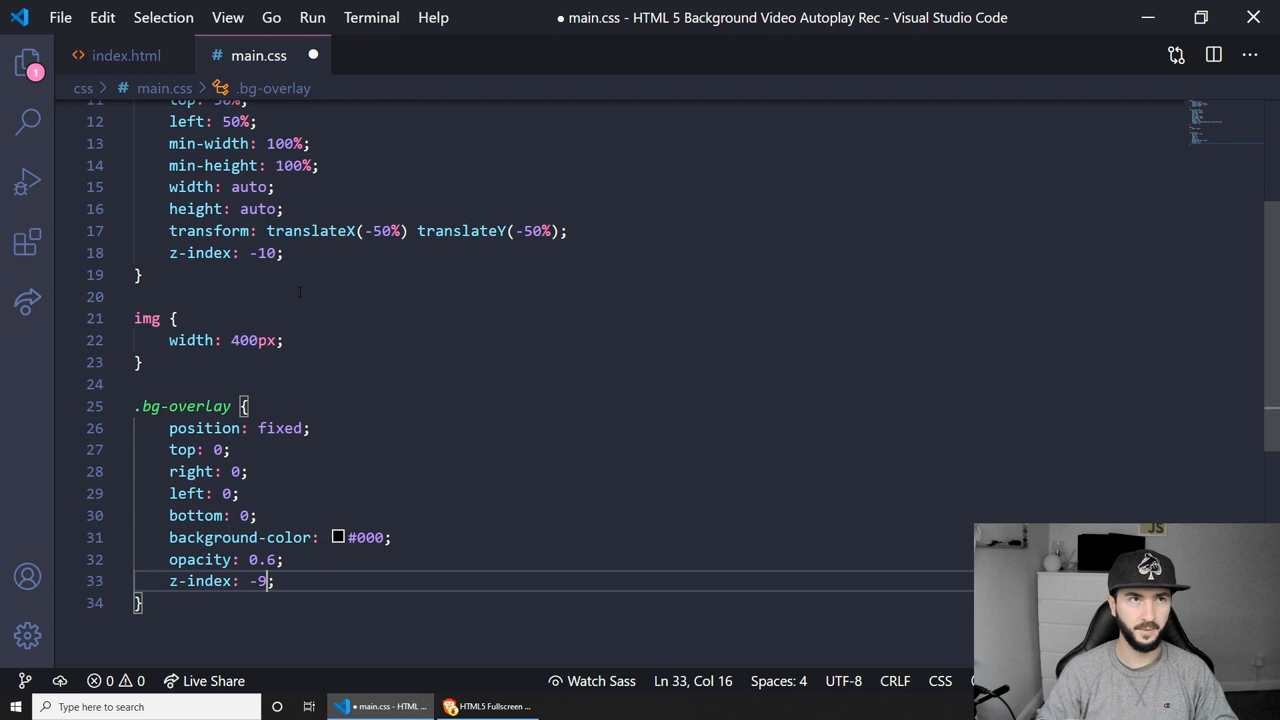 File Edit Selection View Go Run Terminal Help ● main.css - HTML 5 Background Video Autoplay Rec - Visual Studio Code
index.html # main.css
1
css > # main.css > .bg-overlay
11 top: 50%;
12 left: 50%;
13 min-width: 100%;
14 min-height: 100%;
15 width: auto;
16 height: auto;
17 transform: translateX(-50%) translateY(-50%);
18 z-index: -10;
19 }
20
21 img {
22 width: 400px;
23 }
24
25 .bg-overlay {
26 position: fixed;
27 top: 0;
28 right: 0;
29 left: 0;
30 bottom: 0;
31 background-color: #000;
32 opacity: 0.6;
33 z-index: -9;
34 }
JS
0 0 Live Share Watch Sass Ln 33, Col 16 Spaces: 4 UTF-8 CRLF CSS
Type here to search ● main.css - HTML ... HTML5 Fullscreen ...